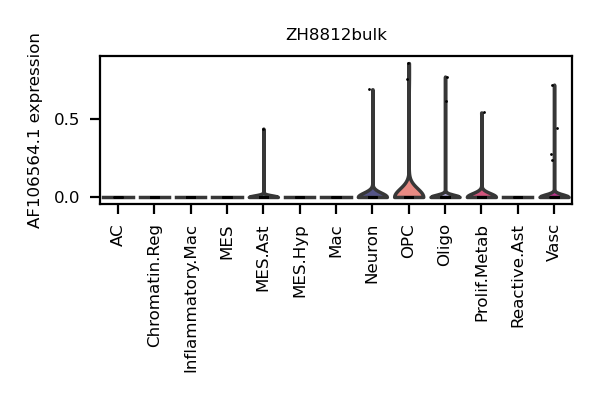 ZH8812bulk
AF106564.1 expression
0.5
0.0
AC
Chromatin.Reg
Inflammatory.Mac
MES
MES.Ast
MES.Hyp
Mac
Neuron
OPC
Oligo
Prolif.Metab
Reactive.Ast
Vasc